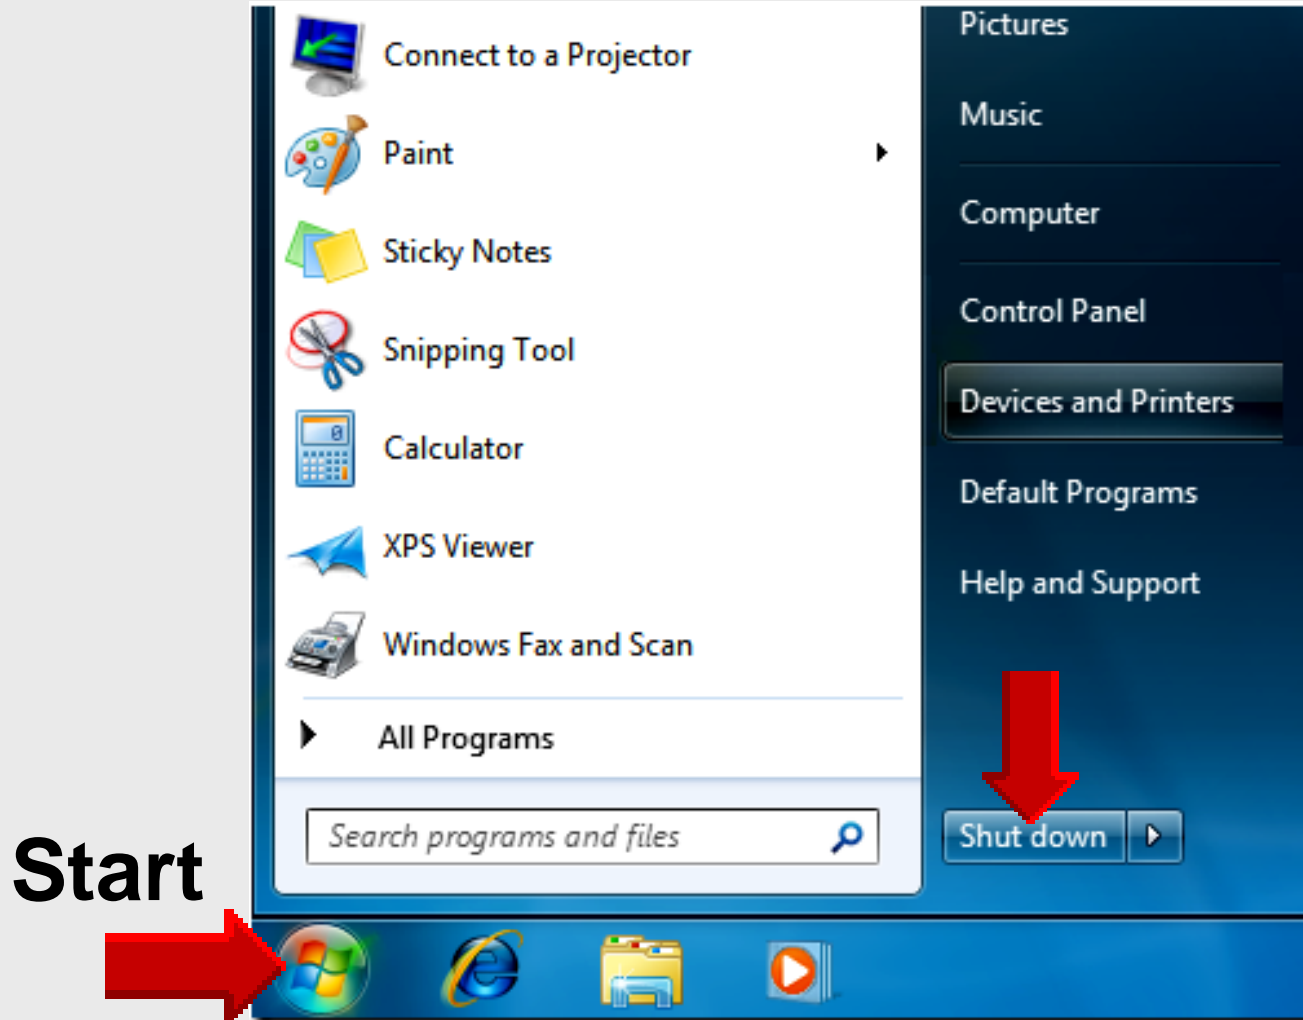 Connect to a Projector
Paint
Sticky Notes
Snipping Tool
Calculator
0
XPS Viewer
Windows Fax and Scan
All Programs
Search programs and files
Pictures
Music
Computer
Control Panel
Devices and Printers
Default Programs
Help and Support
Shut down
Start